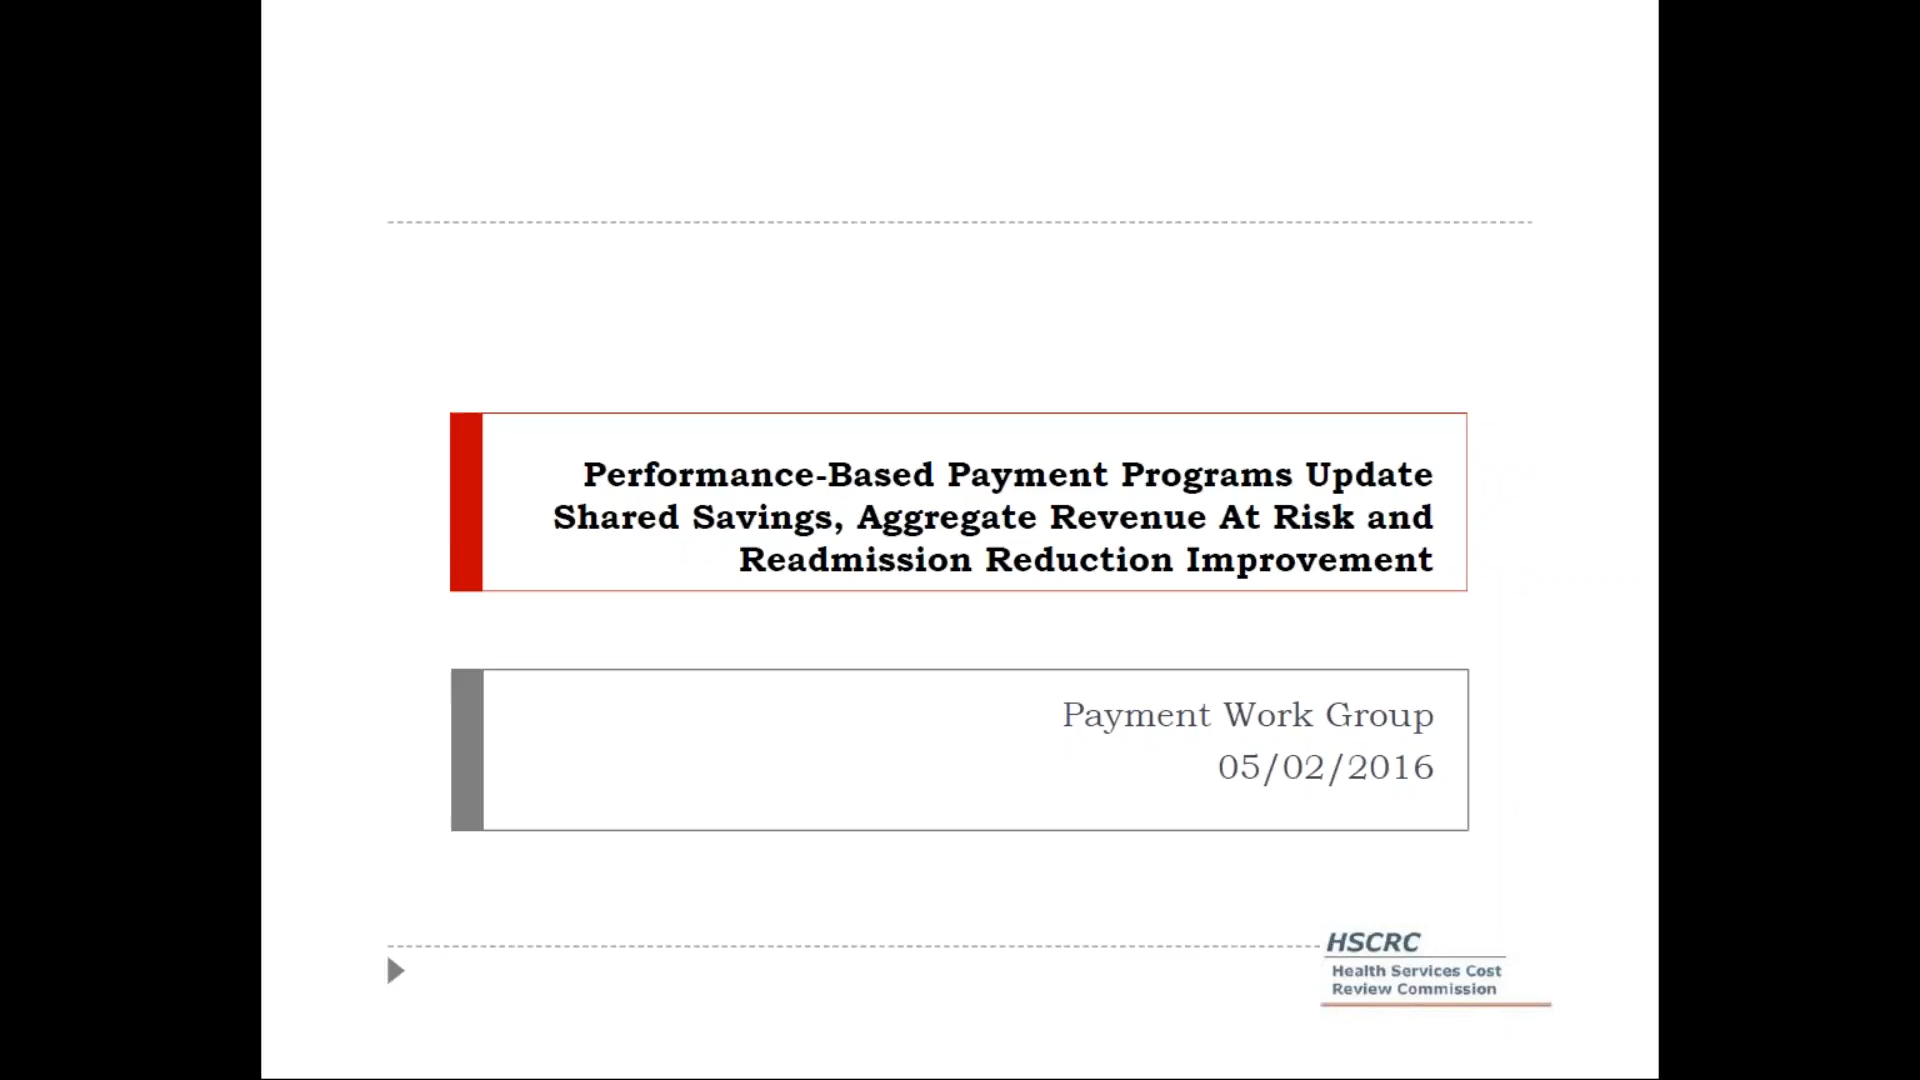 Performance-Based Payment Programs Update
Shared Savings, Aggregate Revenue At Risk and
Readmission Reduction Improvement
Payment Work Group
05/02/2016
HSCRC
Health Services Cost
Review Commission